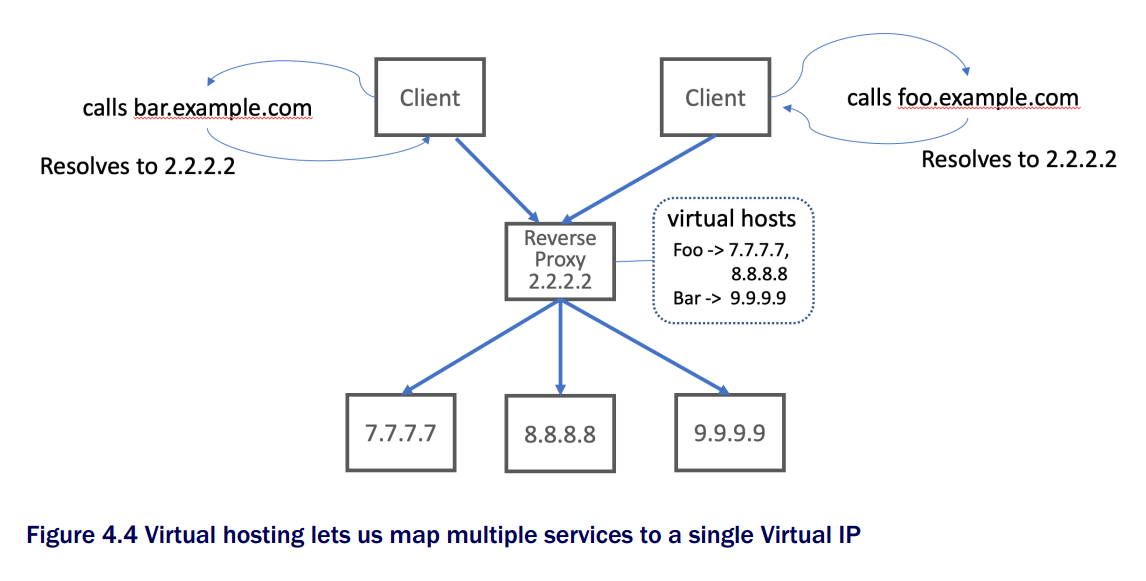 Client
Client
calls bar.example.com
calls foo.example.com
Resolves to 2.2.2.2
Resolves to 2.2.2.2
virtual hosts
Foo -> 7.7.7.7,
8.8.8.8
Bar -> 9.9.9.9
Reverse
Proxy
2.2.2.2
7.7.7.7
8.8.8.8
9.9.9.9
Figure 4.4 Virtual hosting lets us map multiple services to a single Virtual IP